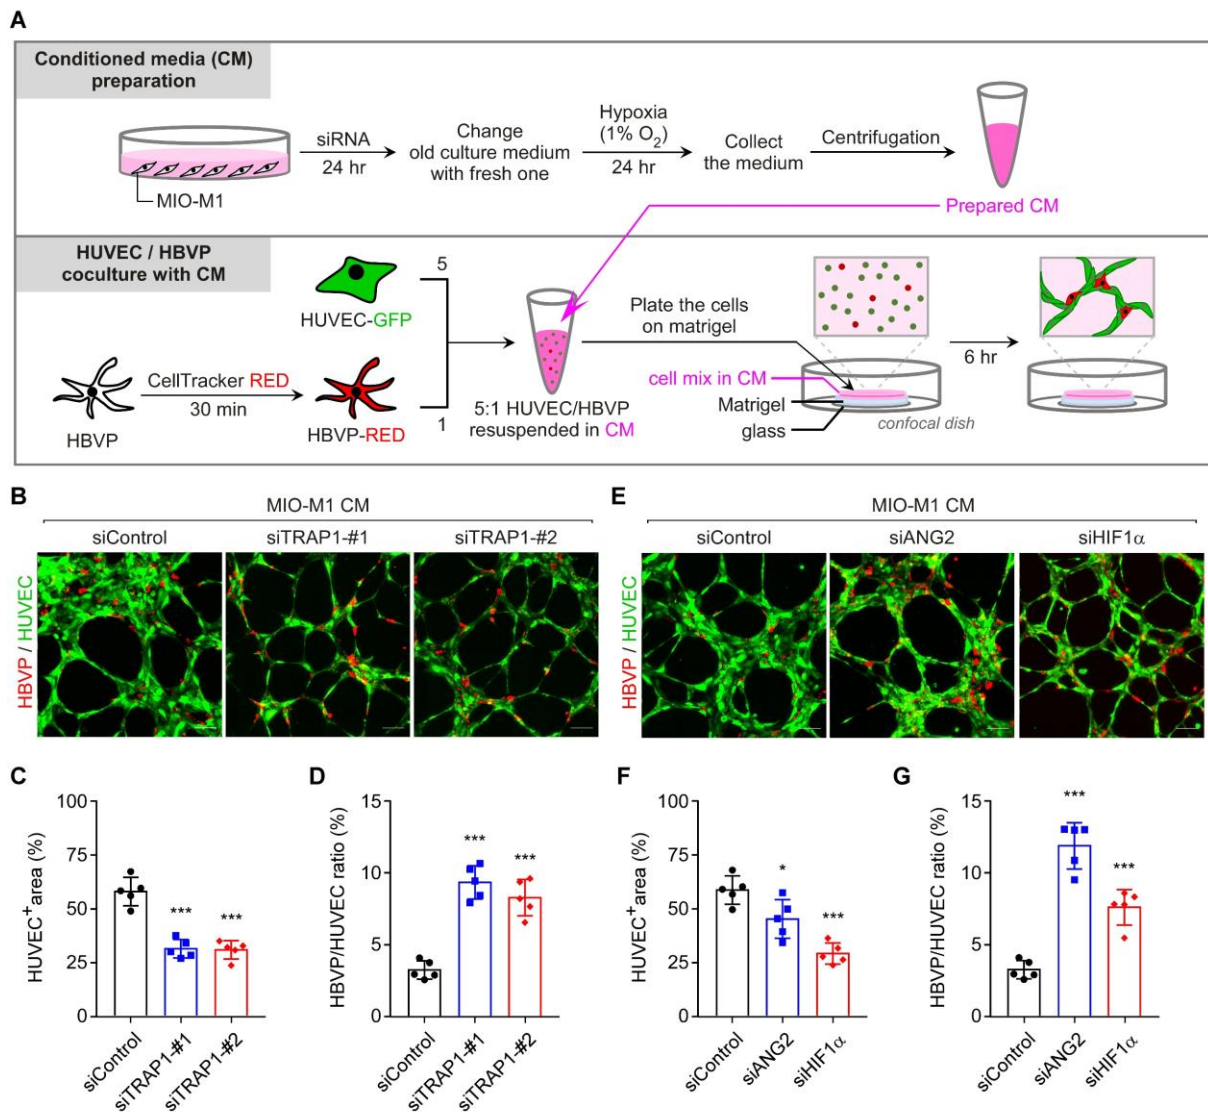 A
Conditioned media (CM)
preparation
MIO-M1
siRNA
24 hr
Change
old culture medium
with fresh one
Hypoxia
(1% O2)
24 hr
Collect
the medium
Centrifugation
Prepared CM
HUVEC / HBVP
coculture with CM
HBVP
CellTracker RED
30 min
HUVEC-GFP
HBVP-RED
5
1
5:1 HUVEC/HBVP
resuspended in CM
Plate the cells
on matrigel
cell mix in CM
Matrigel
glass
confocal dish
6 hr
B
MIO-M1 CM
siControl siTRAP1-#1 siTRAP1-#2
HBVP / HUVEC
E
MIO-M1 CM
siControl siANG2 siHIF1α
HBVP / HUVEC
C
HUVEC+ area (%)
100
75
50
25
0
***
***
siControl
siTRAP1-#1
siTRAP1-#2
D
HBVP/HUVEC ratio (%)
15
10
5
0
***
***
siControl
siTRAP1-#1
siTRAP1-#2
F
HUVEC+ area (%)
100
75
50
25
0
*
***
siControl
siANG2
siHIF1α
G
HBVP/HUVEC ratio (%)
15
10
5
0
***
***
siControl
siANG2
siHIF1α